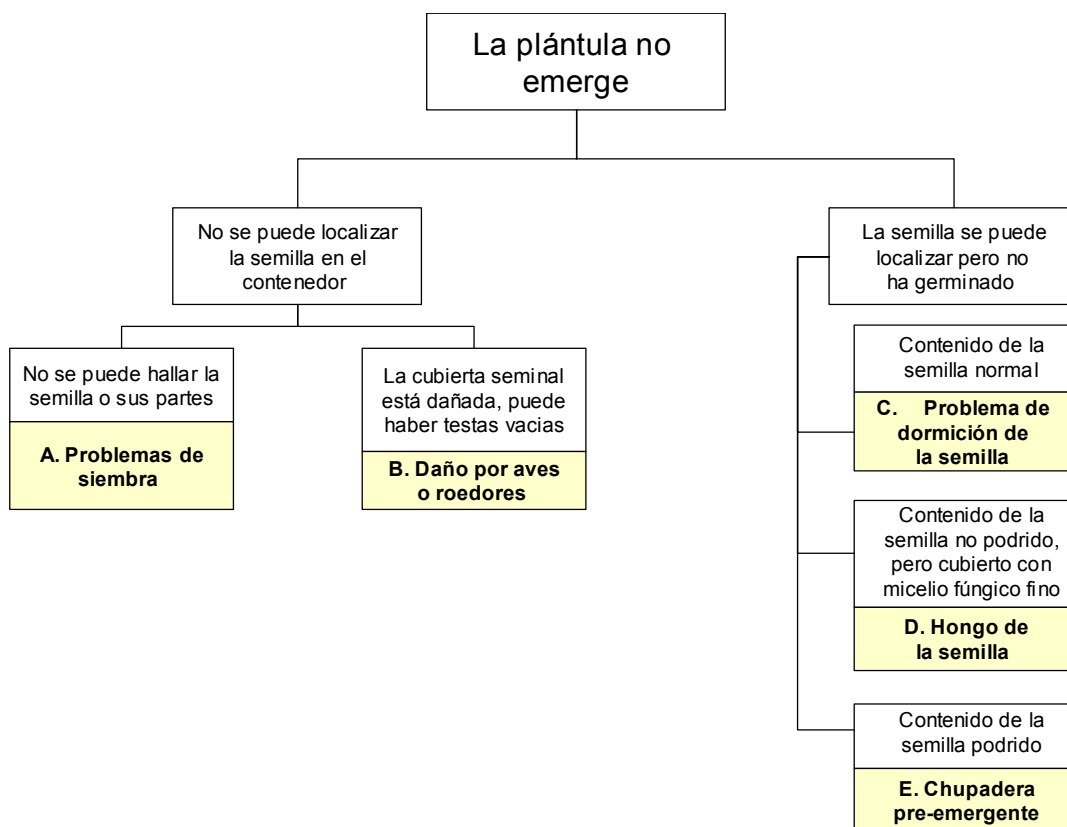 La plántula no
emerge
No se puede localizar
la semilla en el
contenedor
La semilla se puede
localizar pero no
ha germinado
No se puede hallar la
semilla o sus partes
A. Problemas de
siembra
La cubierta seminal
está dañada, puede
haber testas vacias
B. Daño por aves
o roedores
Contenido de la
semilla normal
C. Problema de
dormición de
la semilla
Contenido de la
semilla no podrido,
pero cubierto con
micelio fúngico fino
D. Hongo de
la semilla
Contenido de la
semilla podrido
E. Chupadera
pre-emergente